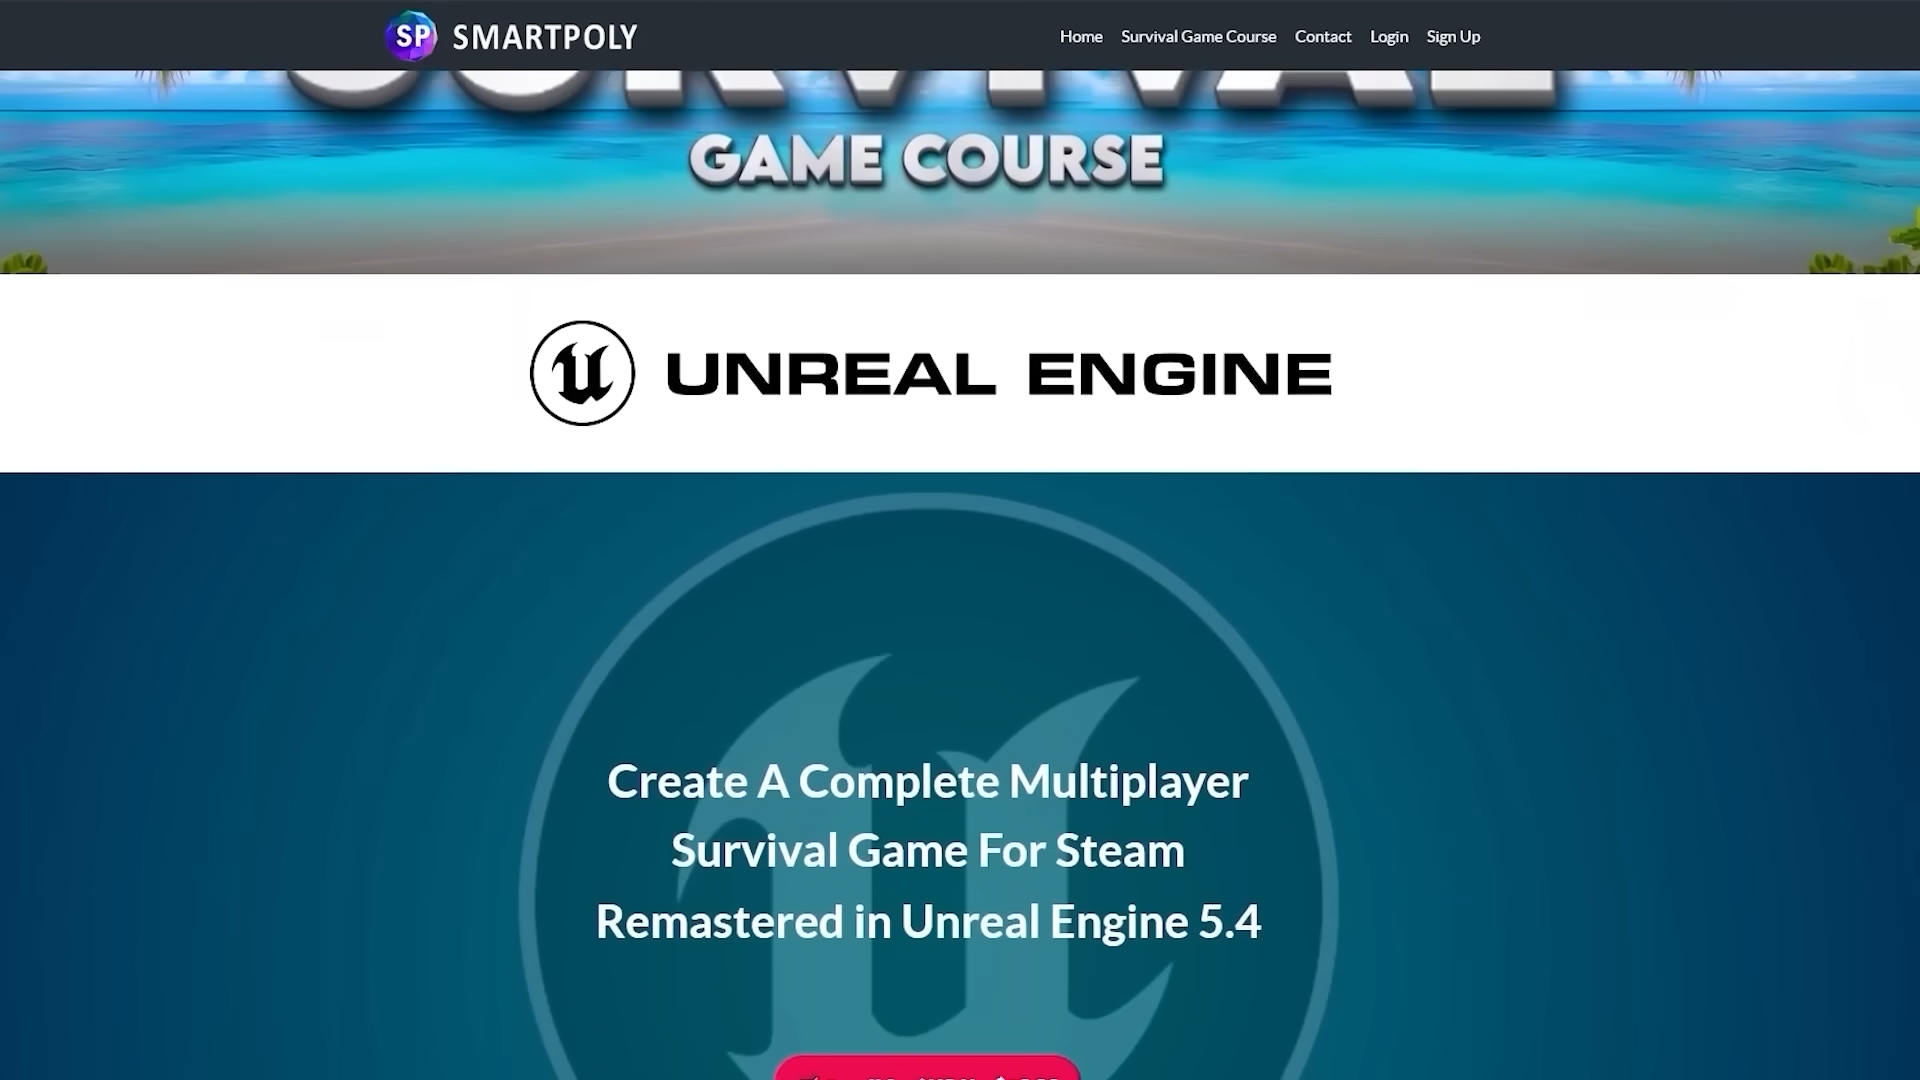 SP SMARTPOLY
Home Survival Game Course Contact Login Sign Up
SURVIVAL
GAME COURSE
UNREAL ENGINE
Create A Complete Multiplayer
Survival Game For Steam
Remastered in Unreal Engine 5.4